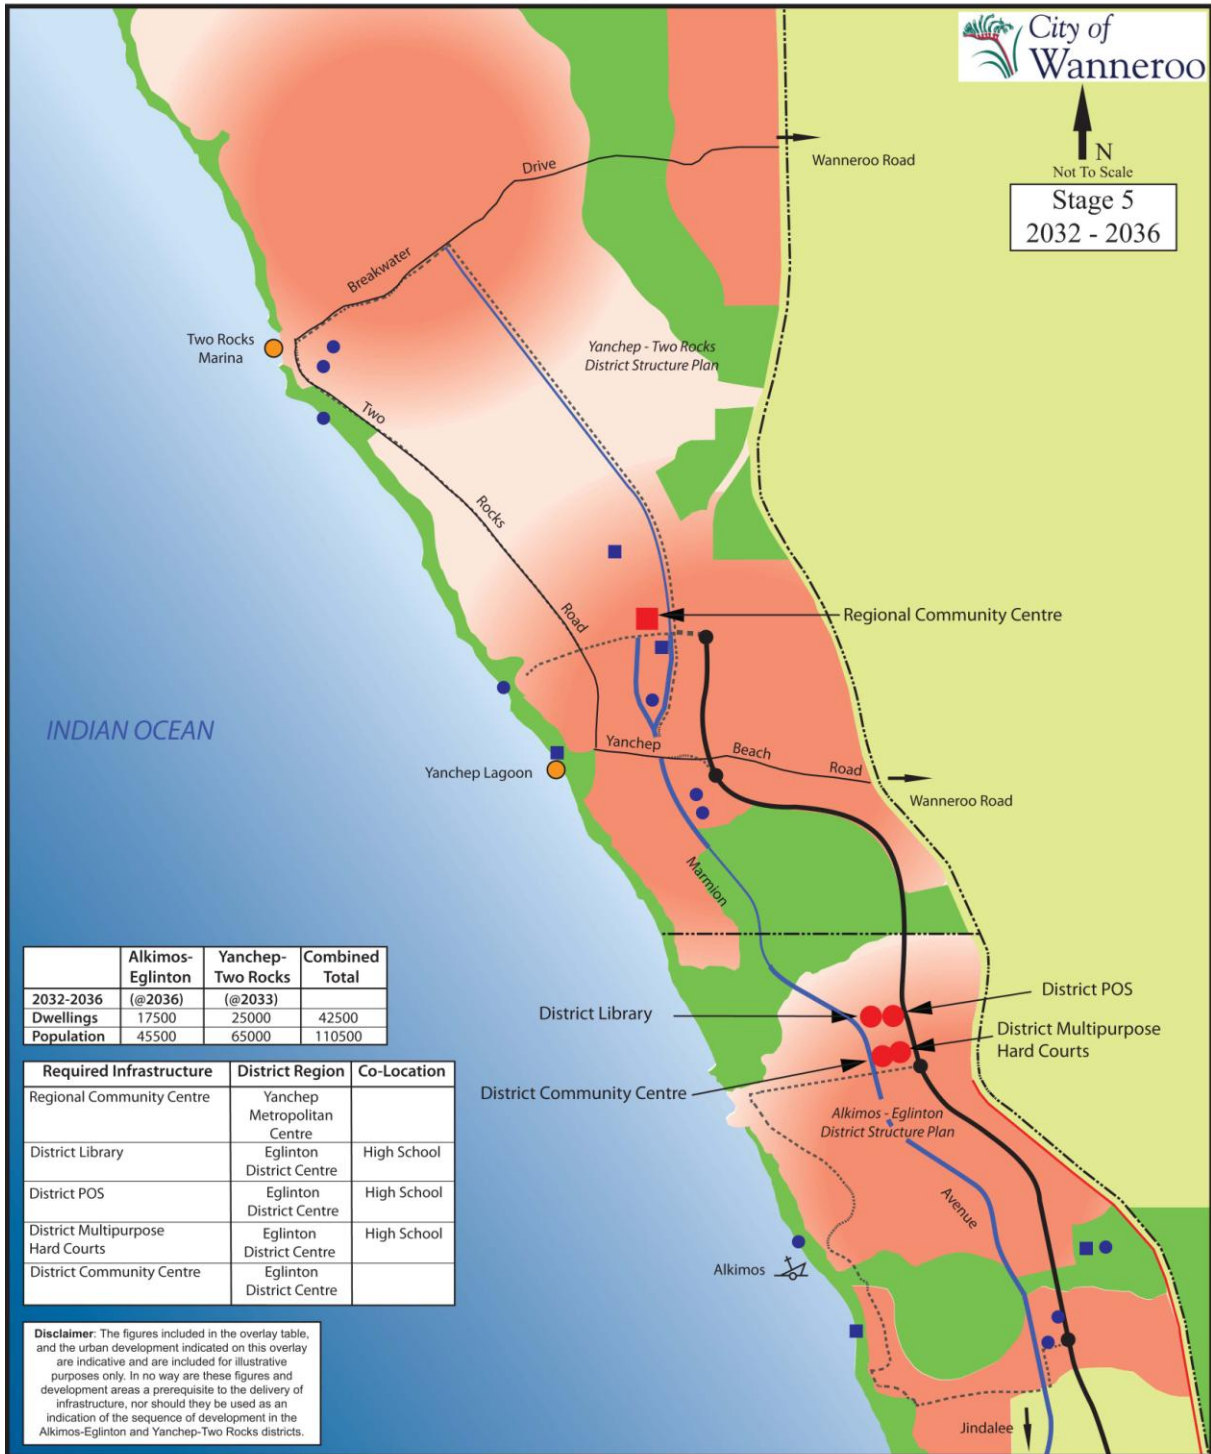 City of
Wanneroo
N
Not To Scale
Stage 5
2032 - 2036
Drive
Wanneroo Road
Breakwater
Two Rocks
Marina
Yanchep - Two Rocks
District Structure Plan
Two
Rocks
Road
Regional Community Centre
INDIAN OCEAN
Yanchep
Beach
Road
Yanchep Lagoon
Wanneroo Road
Marmion
Alkimos-
Eglinton
Yanchep-
Two Rocks
Combined
Total
2032-2036 (@2036) (@2033)
Dwellings 17500 25000 42500
Population 45500 65000 110500
District Library
District POS
District Multipurpose
Hard Courts
District Community Centre
Alkimos - Eglinton
District Structure Plan
Avenue
Alkimos
Jindalee
Required Infrastructure District Region Co-Location
Regional Community Centre Yanchep
Metropolitan
Centre
District Library Eglinton High School
District Centre
District POS Eglinton High School
District Centre
District Multipurpose Eglinton High School
Hard Courts District Centre
District Community Centre Eglinton
District Centre
Disclaimer: The figures included in the overlay table,
and the urban development indicated on this overlay
are indicative and are included for illustrative
purposes only. In no way are these figures and
development areas a prerequisite to the delivery of
infrastructure, nor should they be used as an
indication of the sequence of development in the
Alkimos-Eglinton and Yanchep-Two Rocks districts.